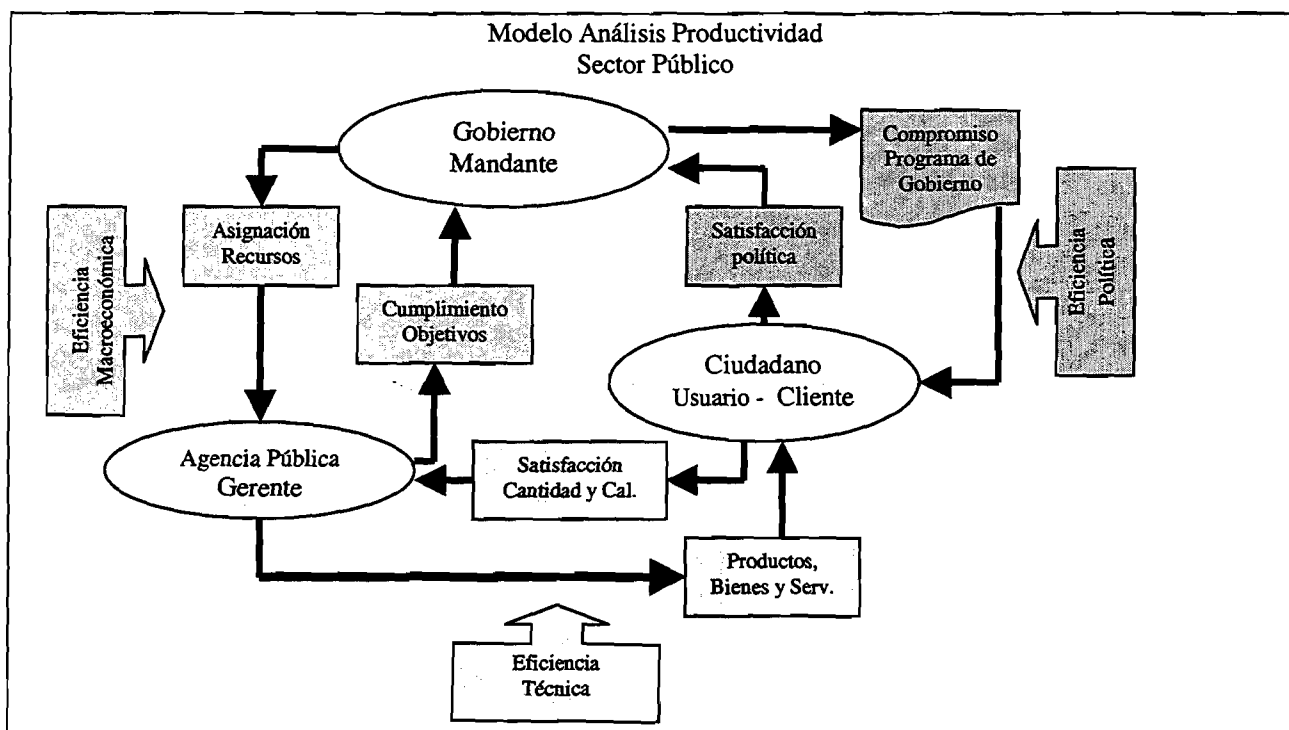 Modelo Análisis Productividad
Sector Público
Gobierno
Mandante
Compromiso
Programa de
Gobierno
Asignación
Recursos
Satisfacción
política
Eficiencia
Macroeconómica
Eficiencia
Política
Cumplimiento
Objetivos
Ciudadano
Usuario - Cliente
Agencia Pública
Gerente
Satisfacción
Cantidad y Cal.
Productos,
Bienes y Serv.
Eficiencia
Técnica